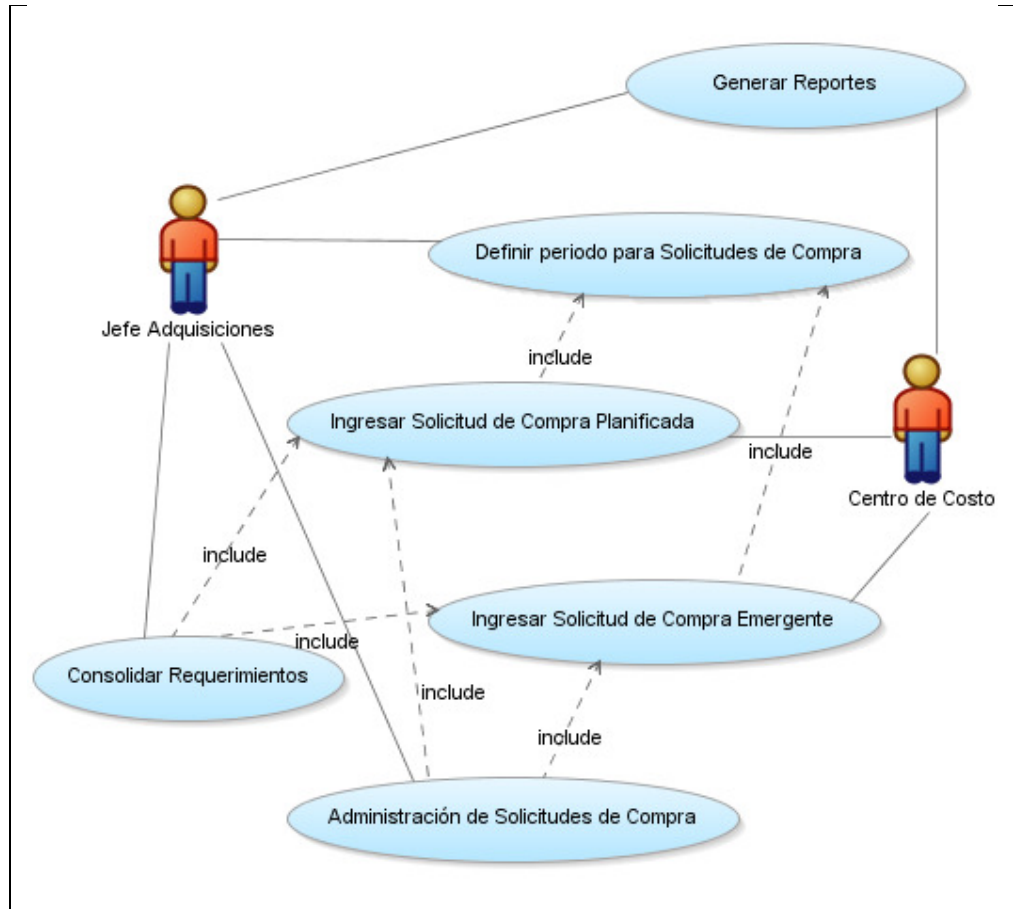 Generar Reportes
Definir periodo para Solicitudes de Compra
Jefe Adquisiciones
include
Ingresar Solicitud de Compra Planificada
include
Centro de Costo
include
Ingresar Solicitud de Compra Emergente
include
Consolidar Requerimientos
include
include
Administración de Solicitudes de Compra